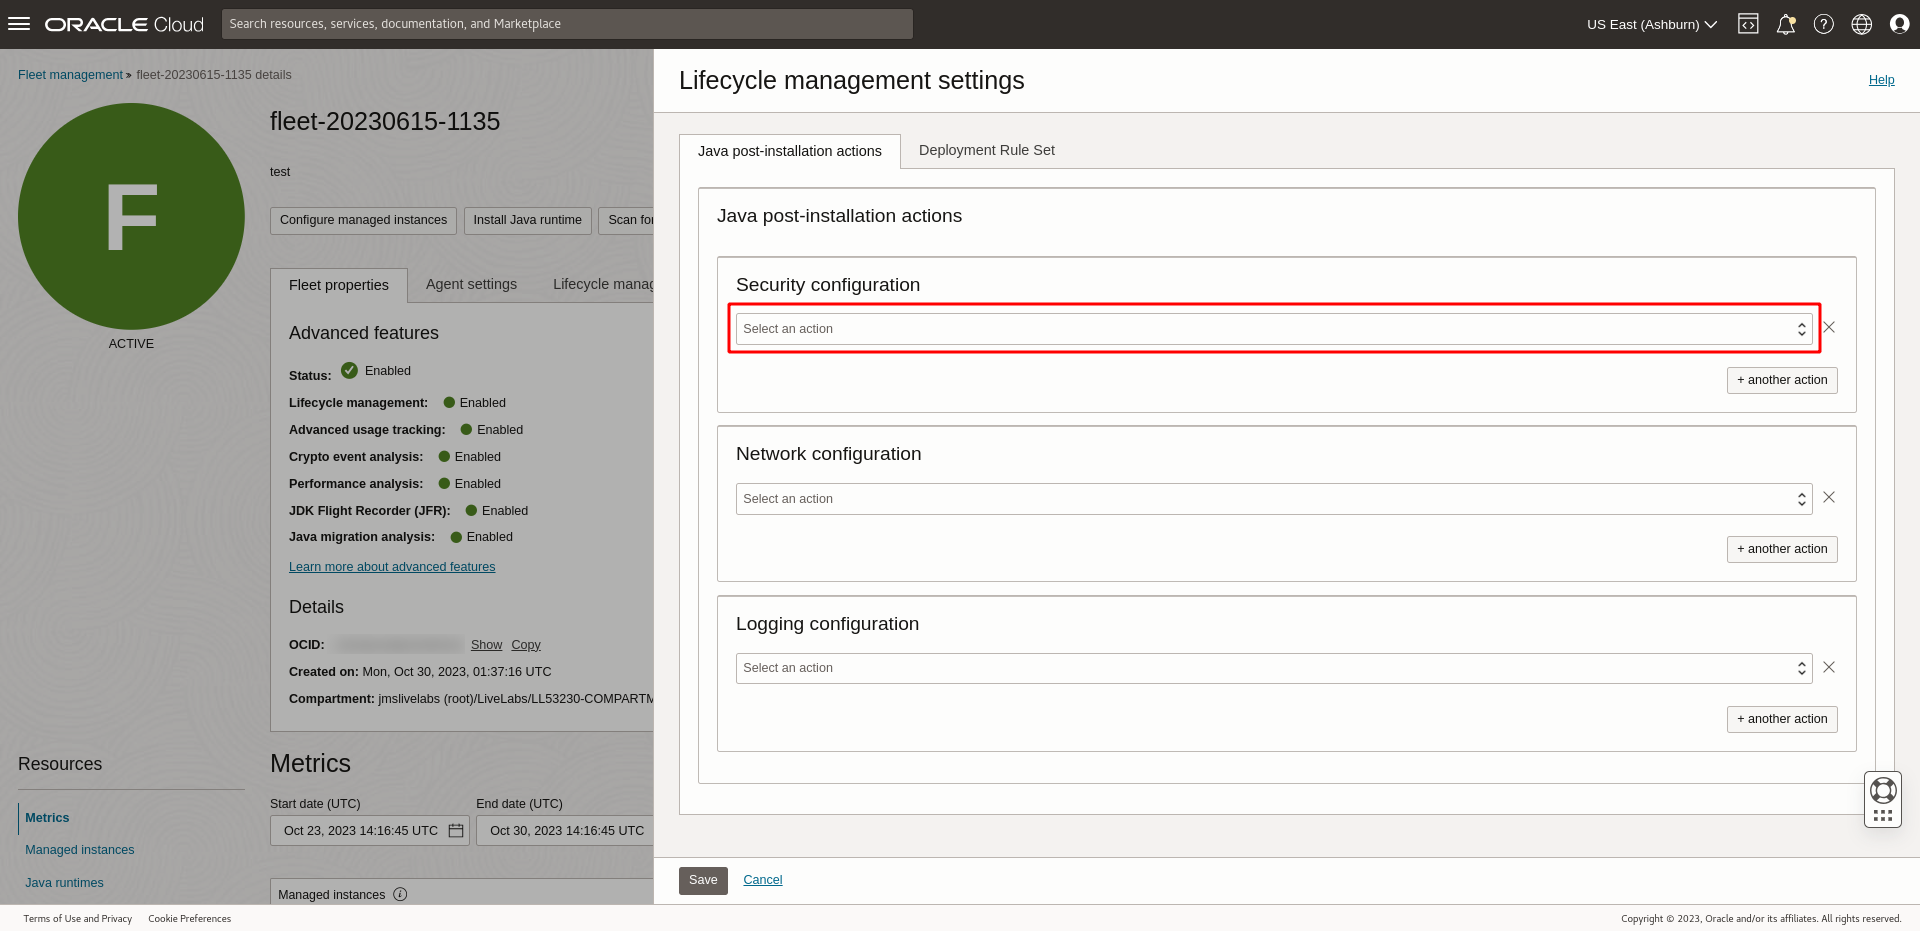 ORACLE Cloud
Search resources, services, documentation, and Marketplace
US East (Ashburn)
Fleet management » fleet-20230615-1135 details
F
ACTIVE
fleet-20230615-1135
test
Configure managed instances
Install Java runtime
Scan for
Fleet properties
Agent settings
Lifecycle manag
Advanced features
Status: Enabled
Lifecycle management: Enabled
Advanced usage tracking: Enabled
Crypto event analysis: Enabled
Performance analysis: Enabled
JDK Flight Recorder (JFR): Enabled
Java migration analysis: Enabled
Learn more about advanced features
Details
OCID: Show Copy
Created on: Mon, Oct 30, 2023, 01:37:16 UTC
Compartment: jmslivelabs (root)/LiveLabs/LL53230-COMPARTM
Resources
Metrics
Managed instances
Java runtimes
Metrics
Start date (UTC)
End date (UTC)
Oct 23, 2023 14:16:45 UTC
Oct 30, 2023 14:16:45 UTC
Managed instances
Lifecycle management settings
Help
Java post-installation actions
Deployment Rule Set
Java post-installation actions
Security configuration
Select an action
+ another action
Network configuration
Select an action
+ another action
Logging configuration
Select an action
+ another action
Save
Cancel
Terms of Use and Privacy
Cookie Preferences
Copyright © 2023, Oracle and/or its affiliates. All rights reserved.